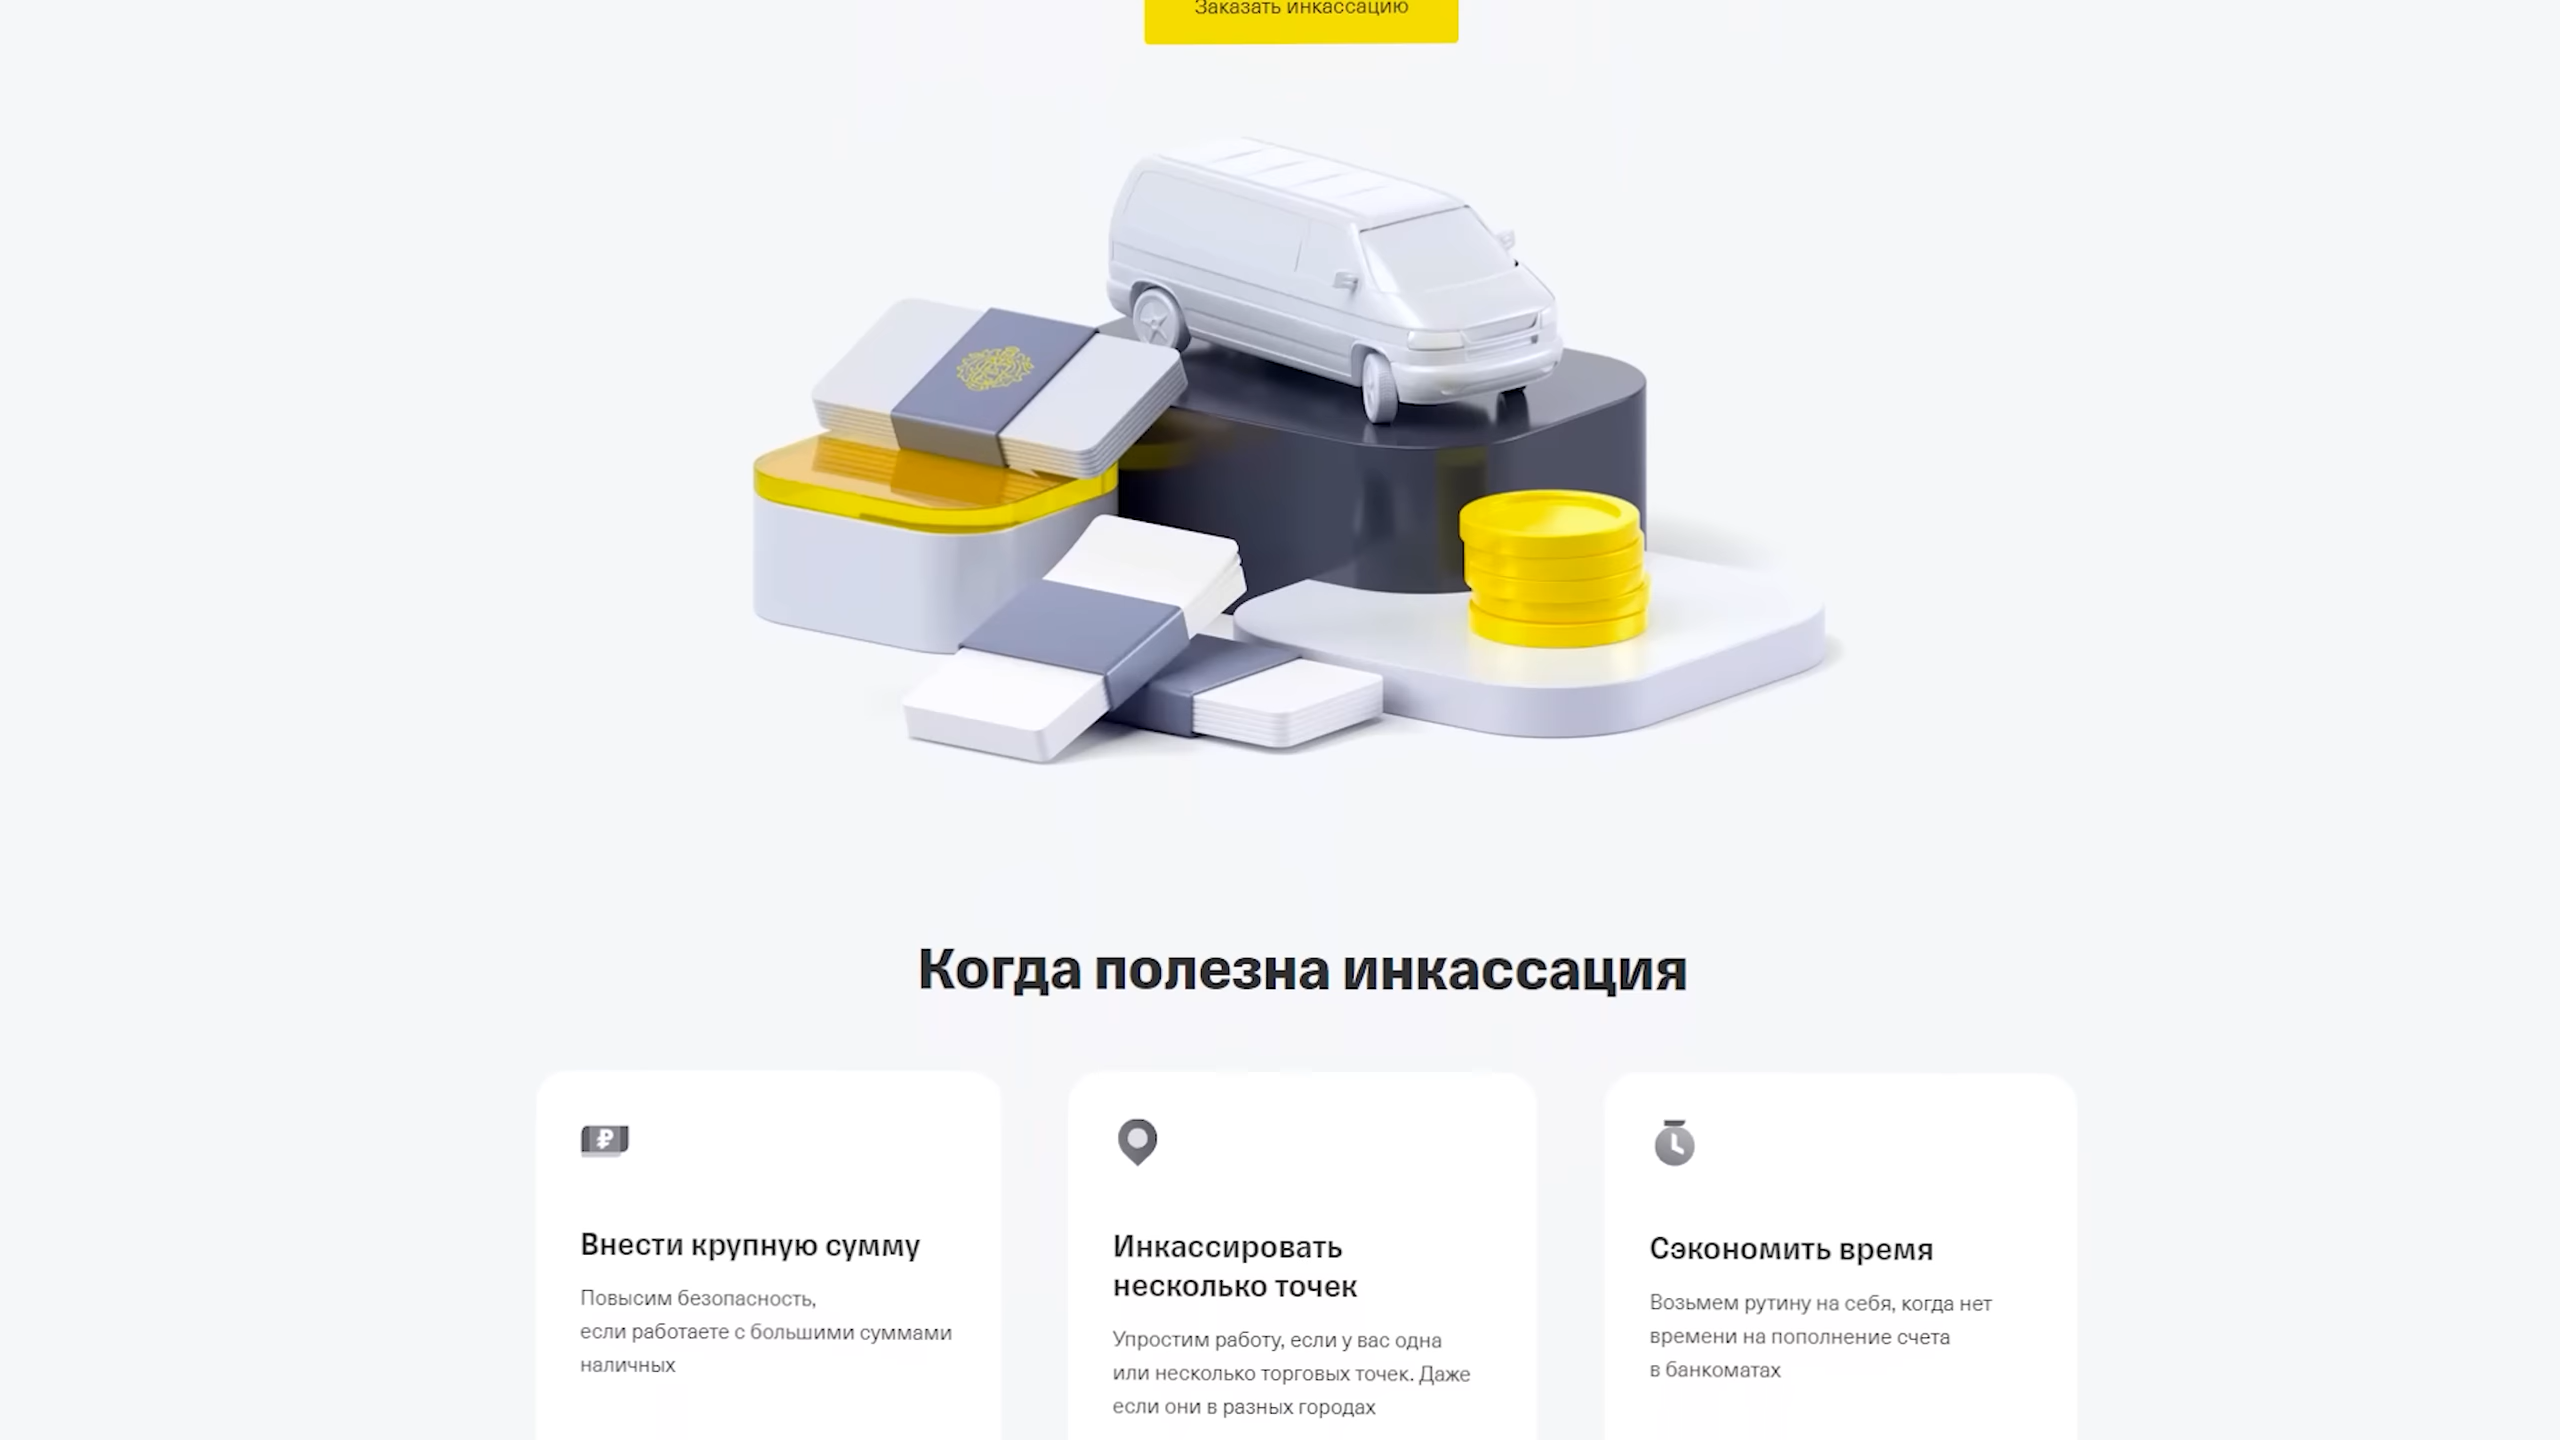 Заказать инкассацию
Когда полезна инкассация
Внести крупную сумму
Повысим безопасность,
если работаете с большими суммами
наличных
Инкассировать
несколько точек
Упростим работу, если у вас одна
или несколько торговых точек. Даже
если они в разных городах
Сэкономить время
Возьмем рутину на себя, когда нет
времени на пополнение счета
в банкоматах